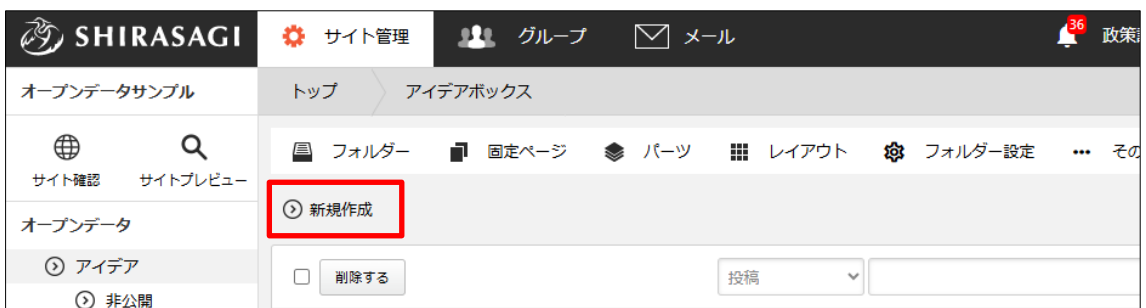 SHIRASAGI サイト管理 グループ メール 36 政策
オープンデータサンプル トップ アイデアボックス
フォルダー 固定ページ パーツ レイアウト フォルダー設定 その
サイト確認 サイトプレビュー
新規作成
オープンデータ
アイデア
削除する 投稿
非公開